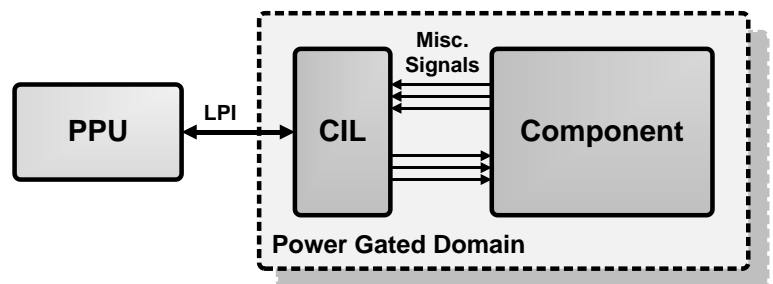 Misc.
Signals
PPU
LPI
CIL
Component
Power Gated Domain